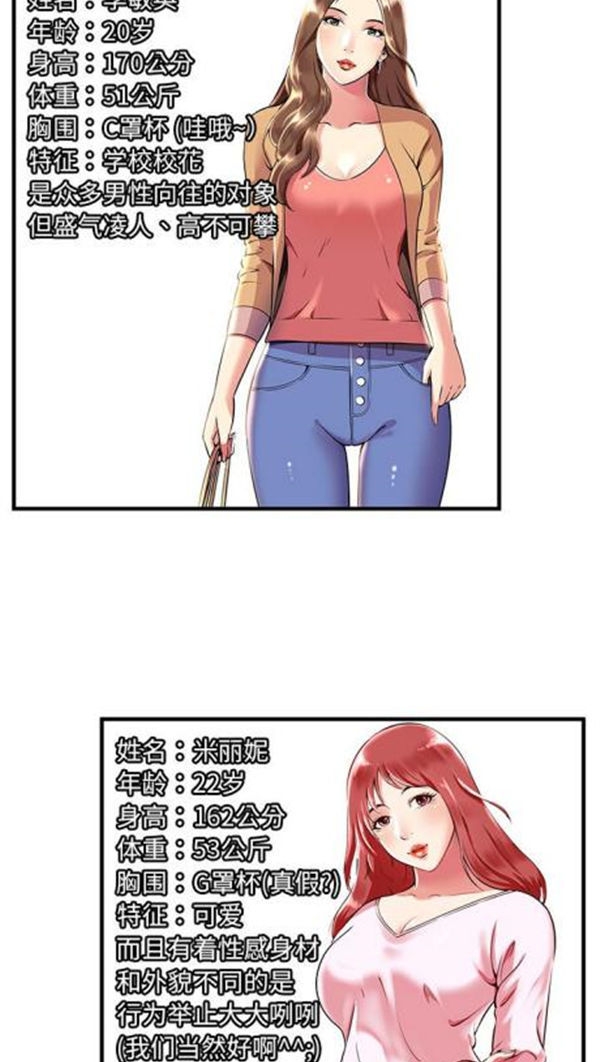 姓名：李敏英
年龄：20岁
身高：170公分
体重：51公斤
胸围：C罩杯 (哇哦~)
特征：学校校花
是众多男性向往的对象
但盛气凌人、高不可攀
姓名：米丽妮
年龄：22岁
身高：162公分
体重：53公斤
胸围：G罩杯(真假?)
特征：可爱
而且有着性感身材
和外貌不同的是
行为举止大大咧咧
(我们当然好啊^^;)